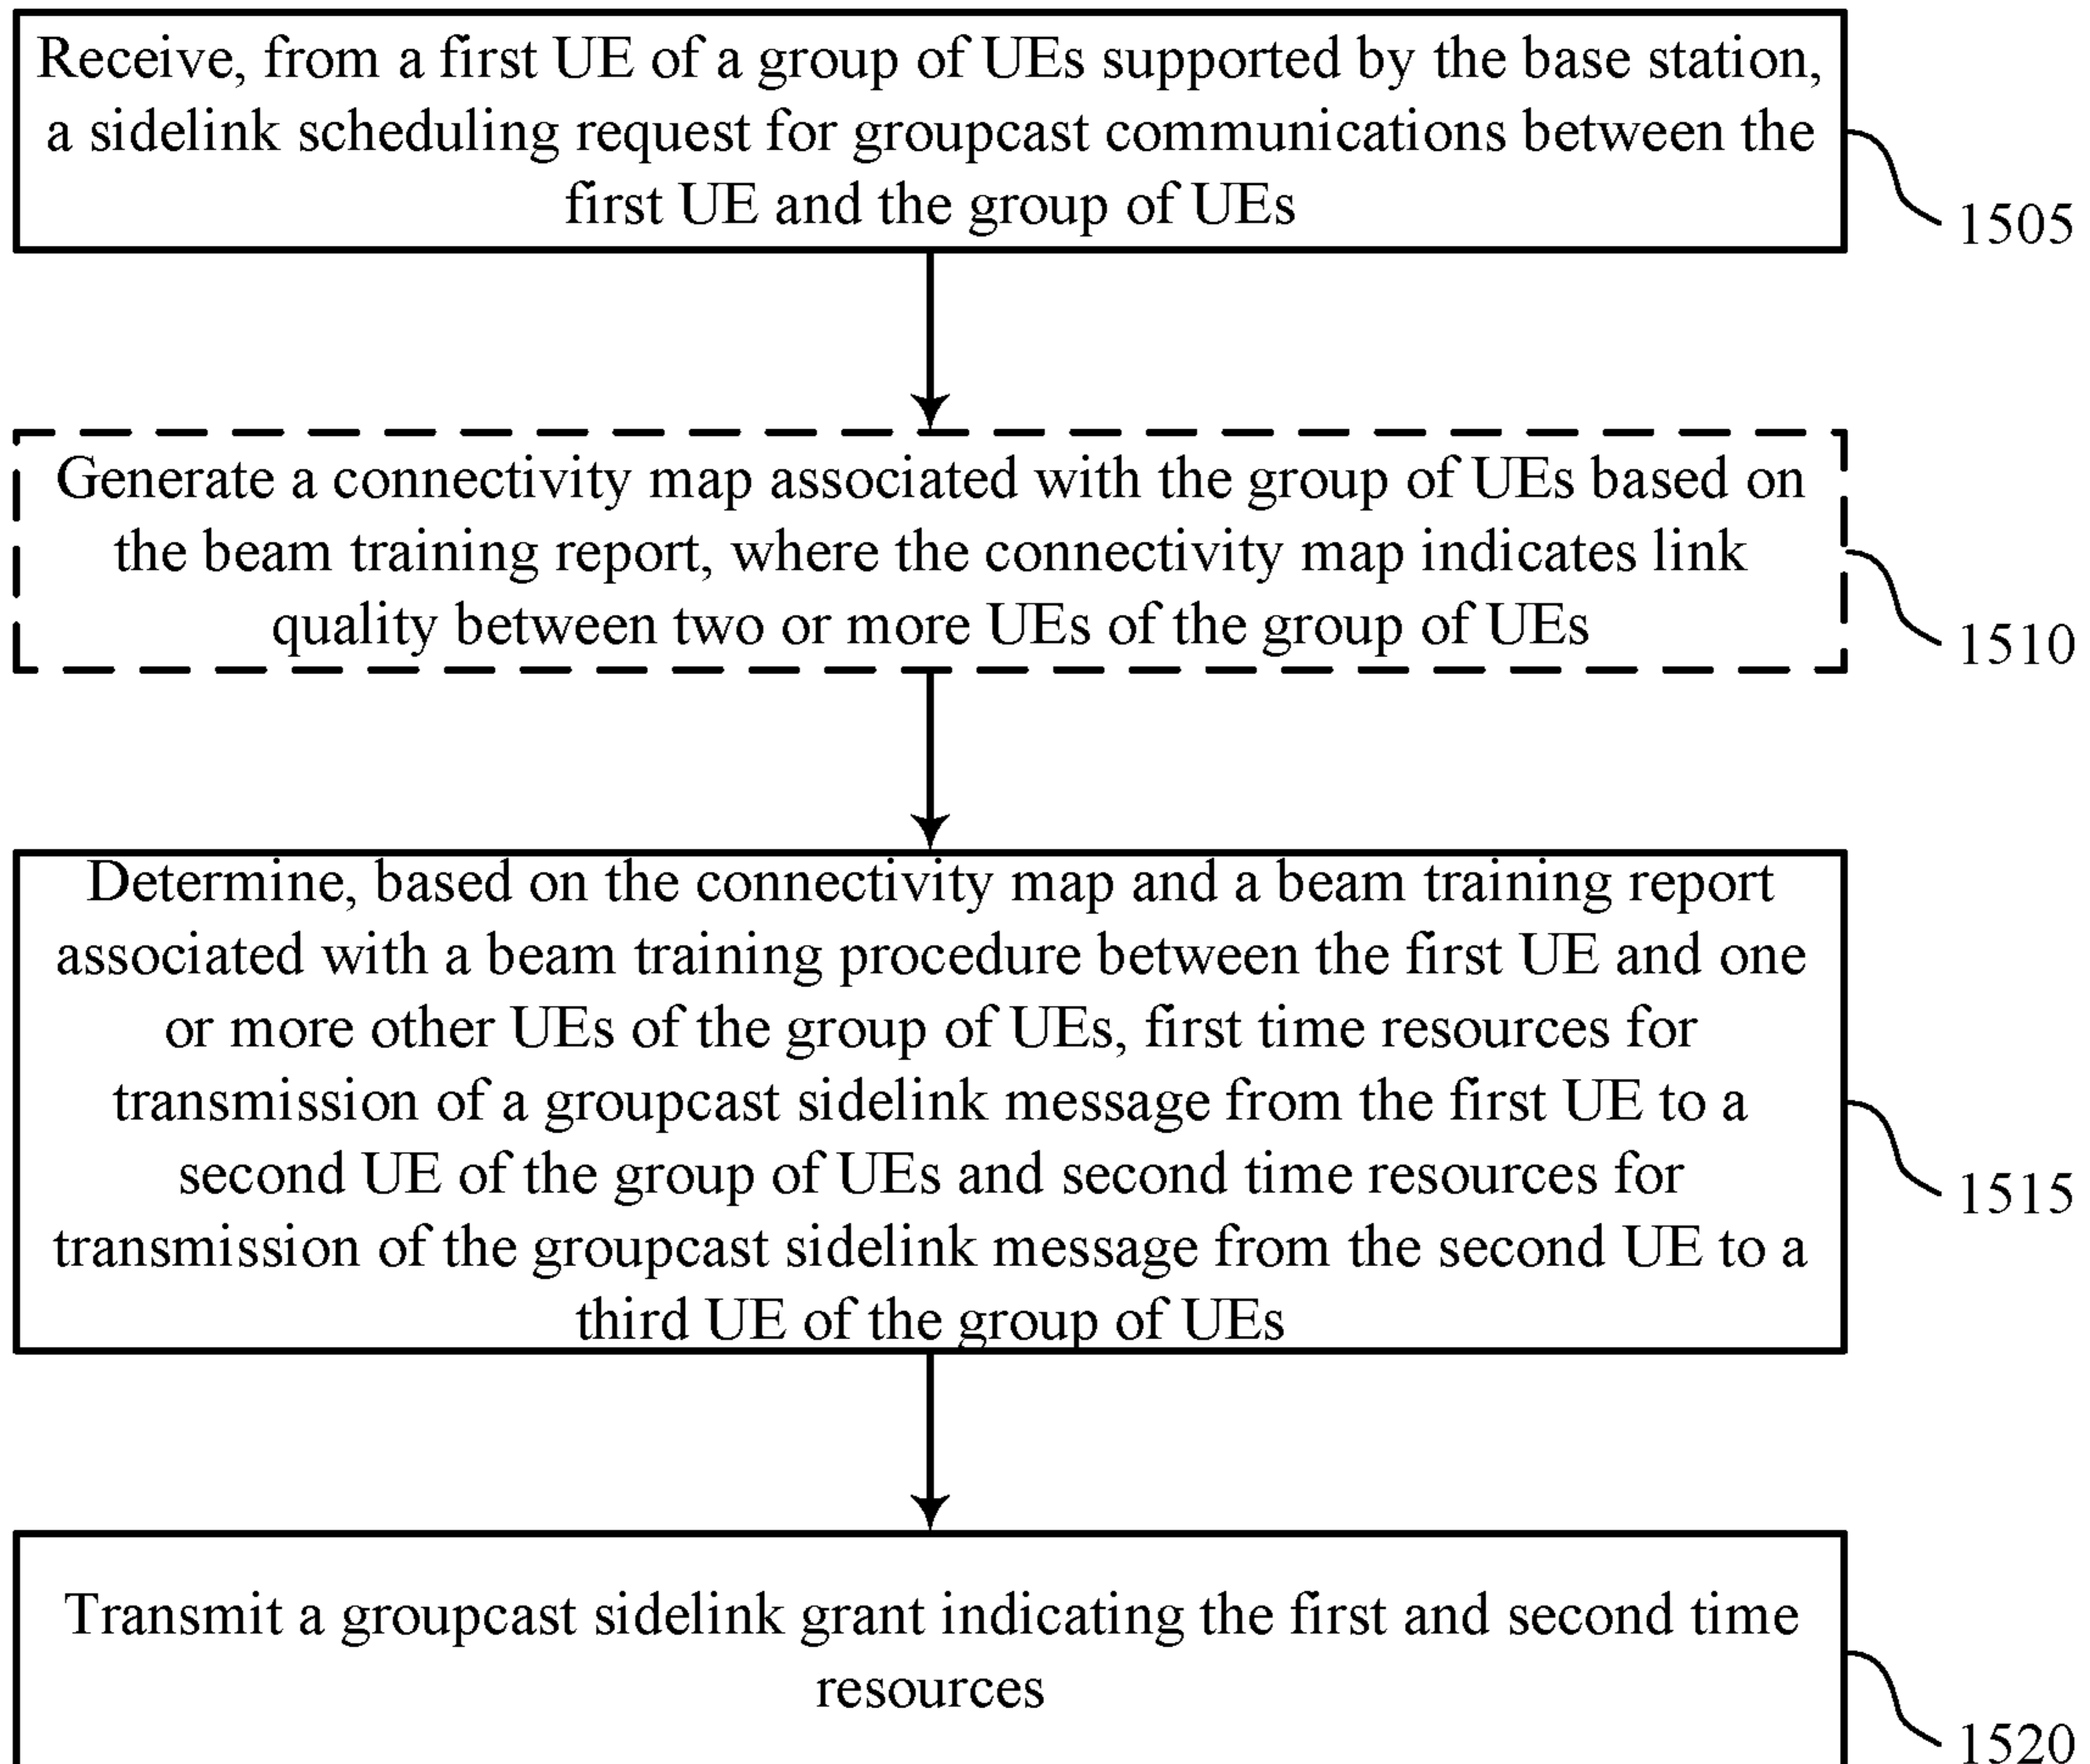 Receive, from a first UE of a group of UEs supported by the base station,
a sidelink scheduling request for groupcast communications between the
first UE and the group of UEs
1505
Generate a connectivity map associated with the group of UEs based on
the beam training report, where the connectivity map indicates link
quality between two or more UEs of the group of UEs
1510
Determine, based on the connectivity map and a beam training report
associated with a beam training procedure between the first UE and one
or more other UEs of the group of UEs, first time resources for
transmission of a groupcast sidelink message from the first UE to a
second UE of the group of UEs and second time resources for
transmission of the groupcast sidelink message from the second UE to a
third UE of the group of UEs
1515
Transmit a groupcast sidelink grant indicating the first and second time
resources
1520